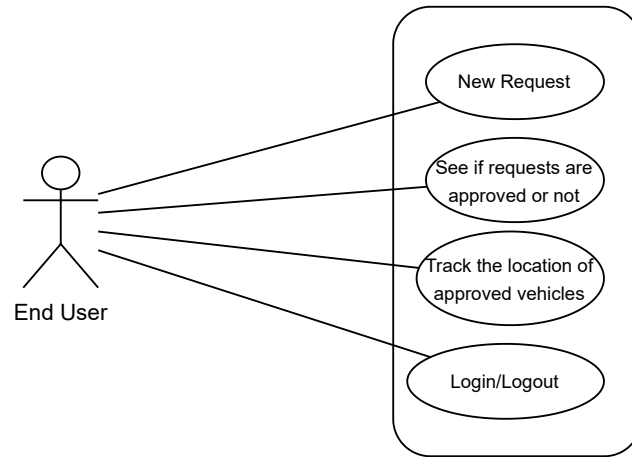 New Request
See if requests are
approved or not
Track the location of
approved vehicles
End User
Login/Logout